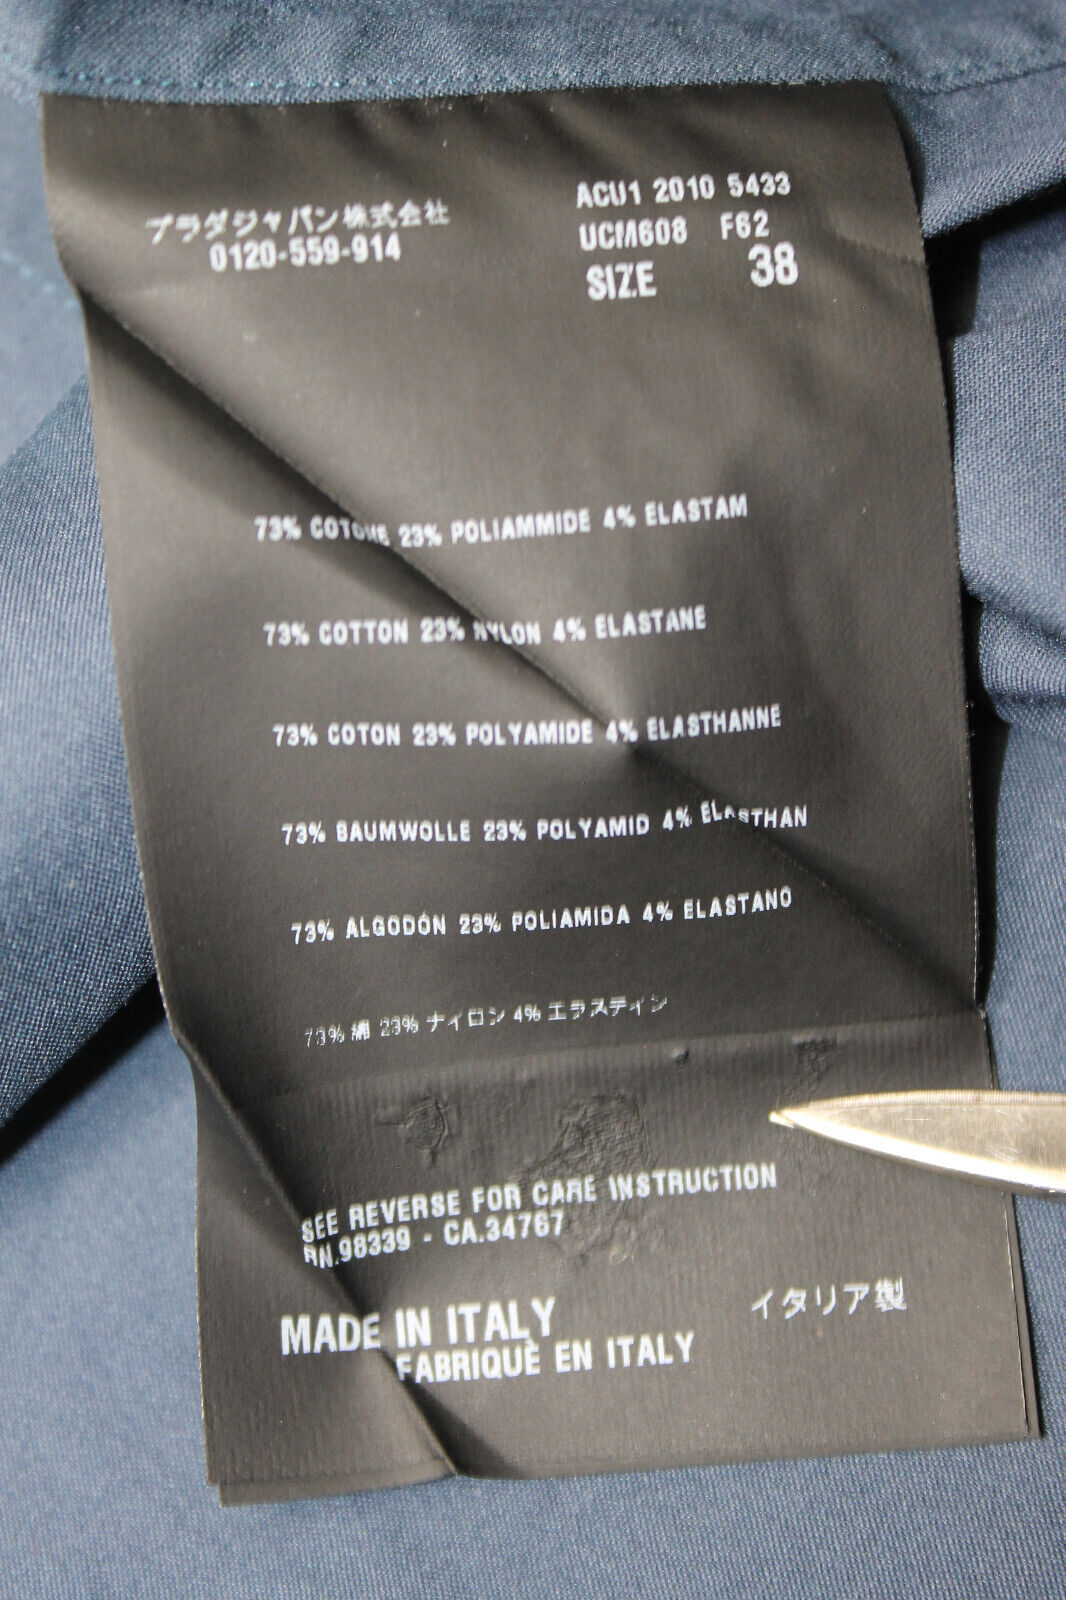 プラダジャパン株式会社
0120-559-914
ACU1 2010 5433
UCM608 F62
SIZE 38
73% COTONE 23% POLIAMMIDE 4% ELASTAM
73% COTTON 23% NYLON 4% ELASTANE
73% COTON 23% POLYAMIDE 4% ELASTHANNE
73% BAUMWOLLE 23% POLYAMID 4% ELASTHAN
73% ALGODÓN 23% POLIAMIDA 4% ELASTANO
73% 綿 23% ナイロン 4% エラステイン
SEE REVERSE FOR CARE INSTRUCTION
RN.98339 - CA.34767
MADE IN ITALY
イタリア製
FABRIQUÈ EN ITALY